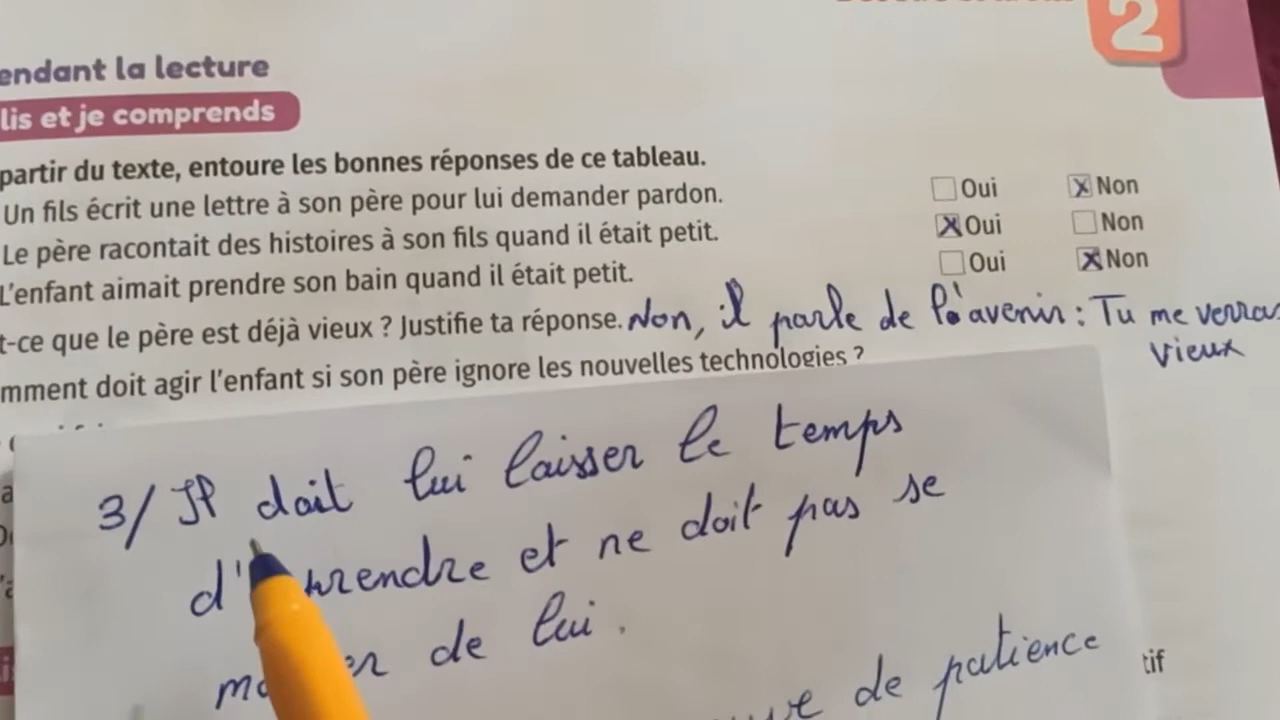 2
endant la lecture
lis et je comprends
partir du texte, entoure les bonnes réponses de ce tableau.
Un fils écrit une lettre à son père pour lui demander pardon. Oui Non
Le père racontait des histoires à son fils quand il était petit. Oui Non
L'enfant aimait prendre son bain quand il était petit. Oui Non
t-ce que le père est déjà vieux ? Justifie ta réponse. Non, il parle de l'avenir : Tu me verras
vieux
mment doit agir l'enfant si son père ignore les nouvelles technologies ?
3/ Il doit lui laisser le temps
et ne doit pas se
de lui.
de patience
tif